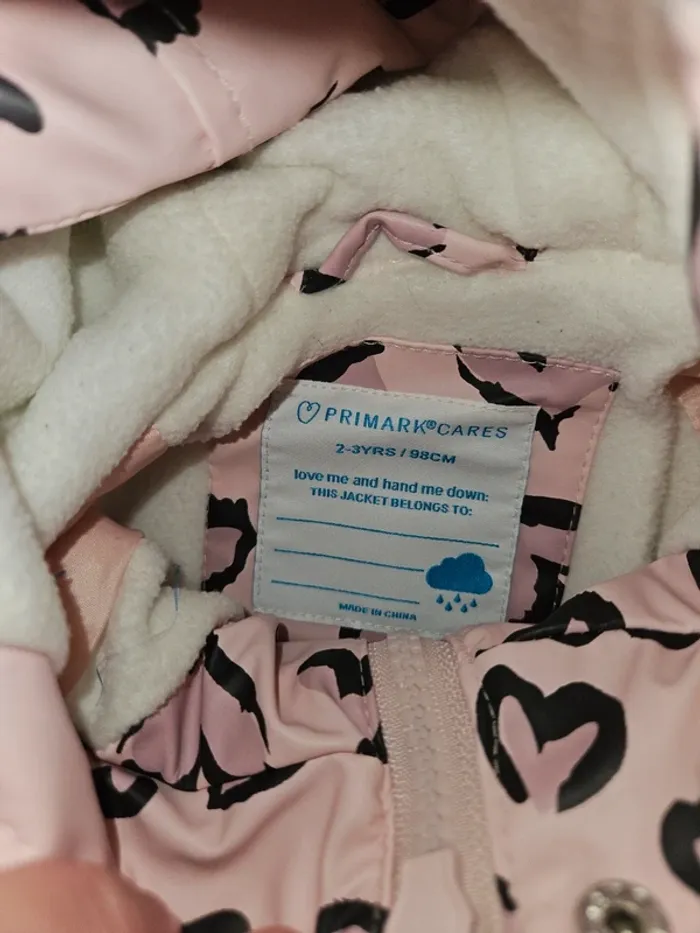 PRIMARK®CARES
2-3YRS / 98CM
love me and hand me down:
THIS JACKET BELONGS TO:
MADE IN CHINA